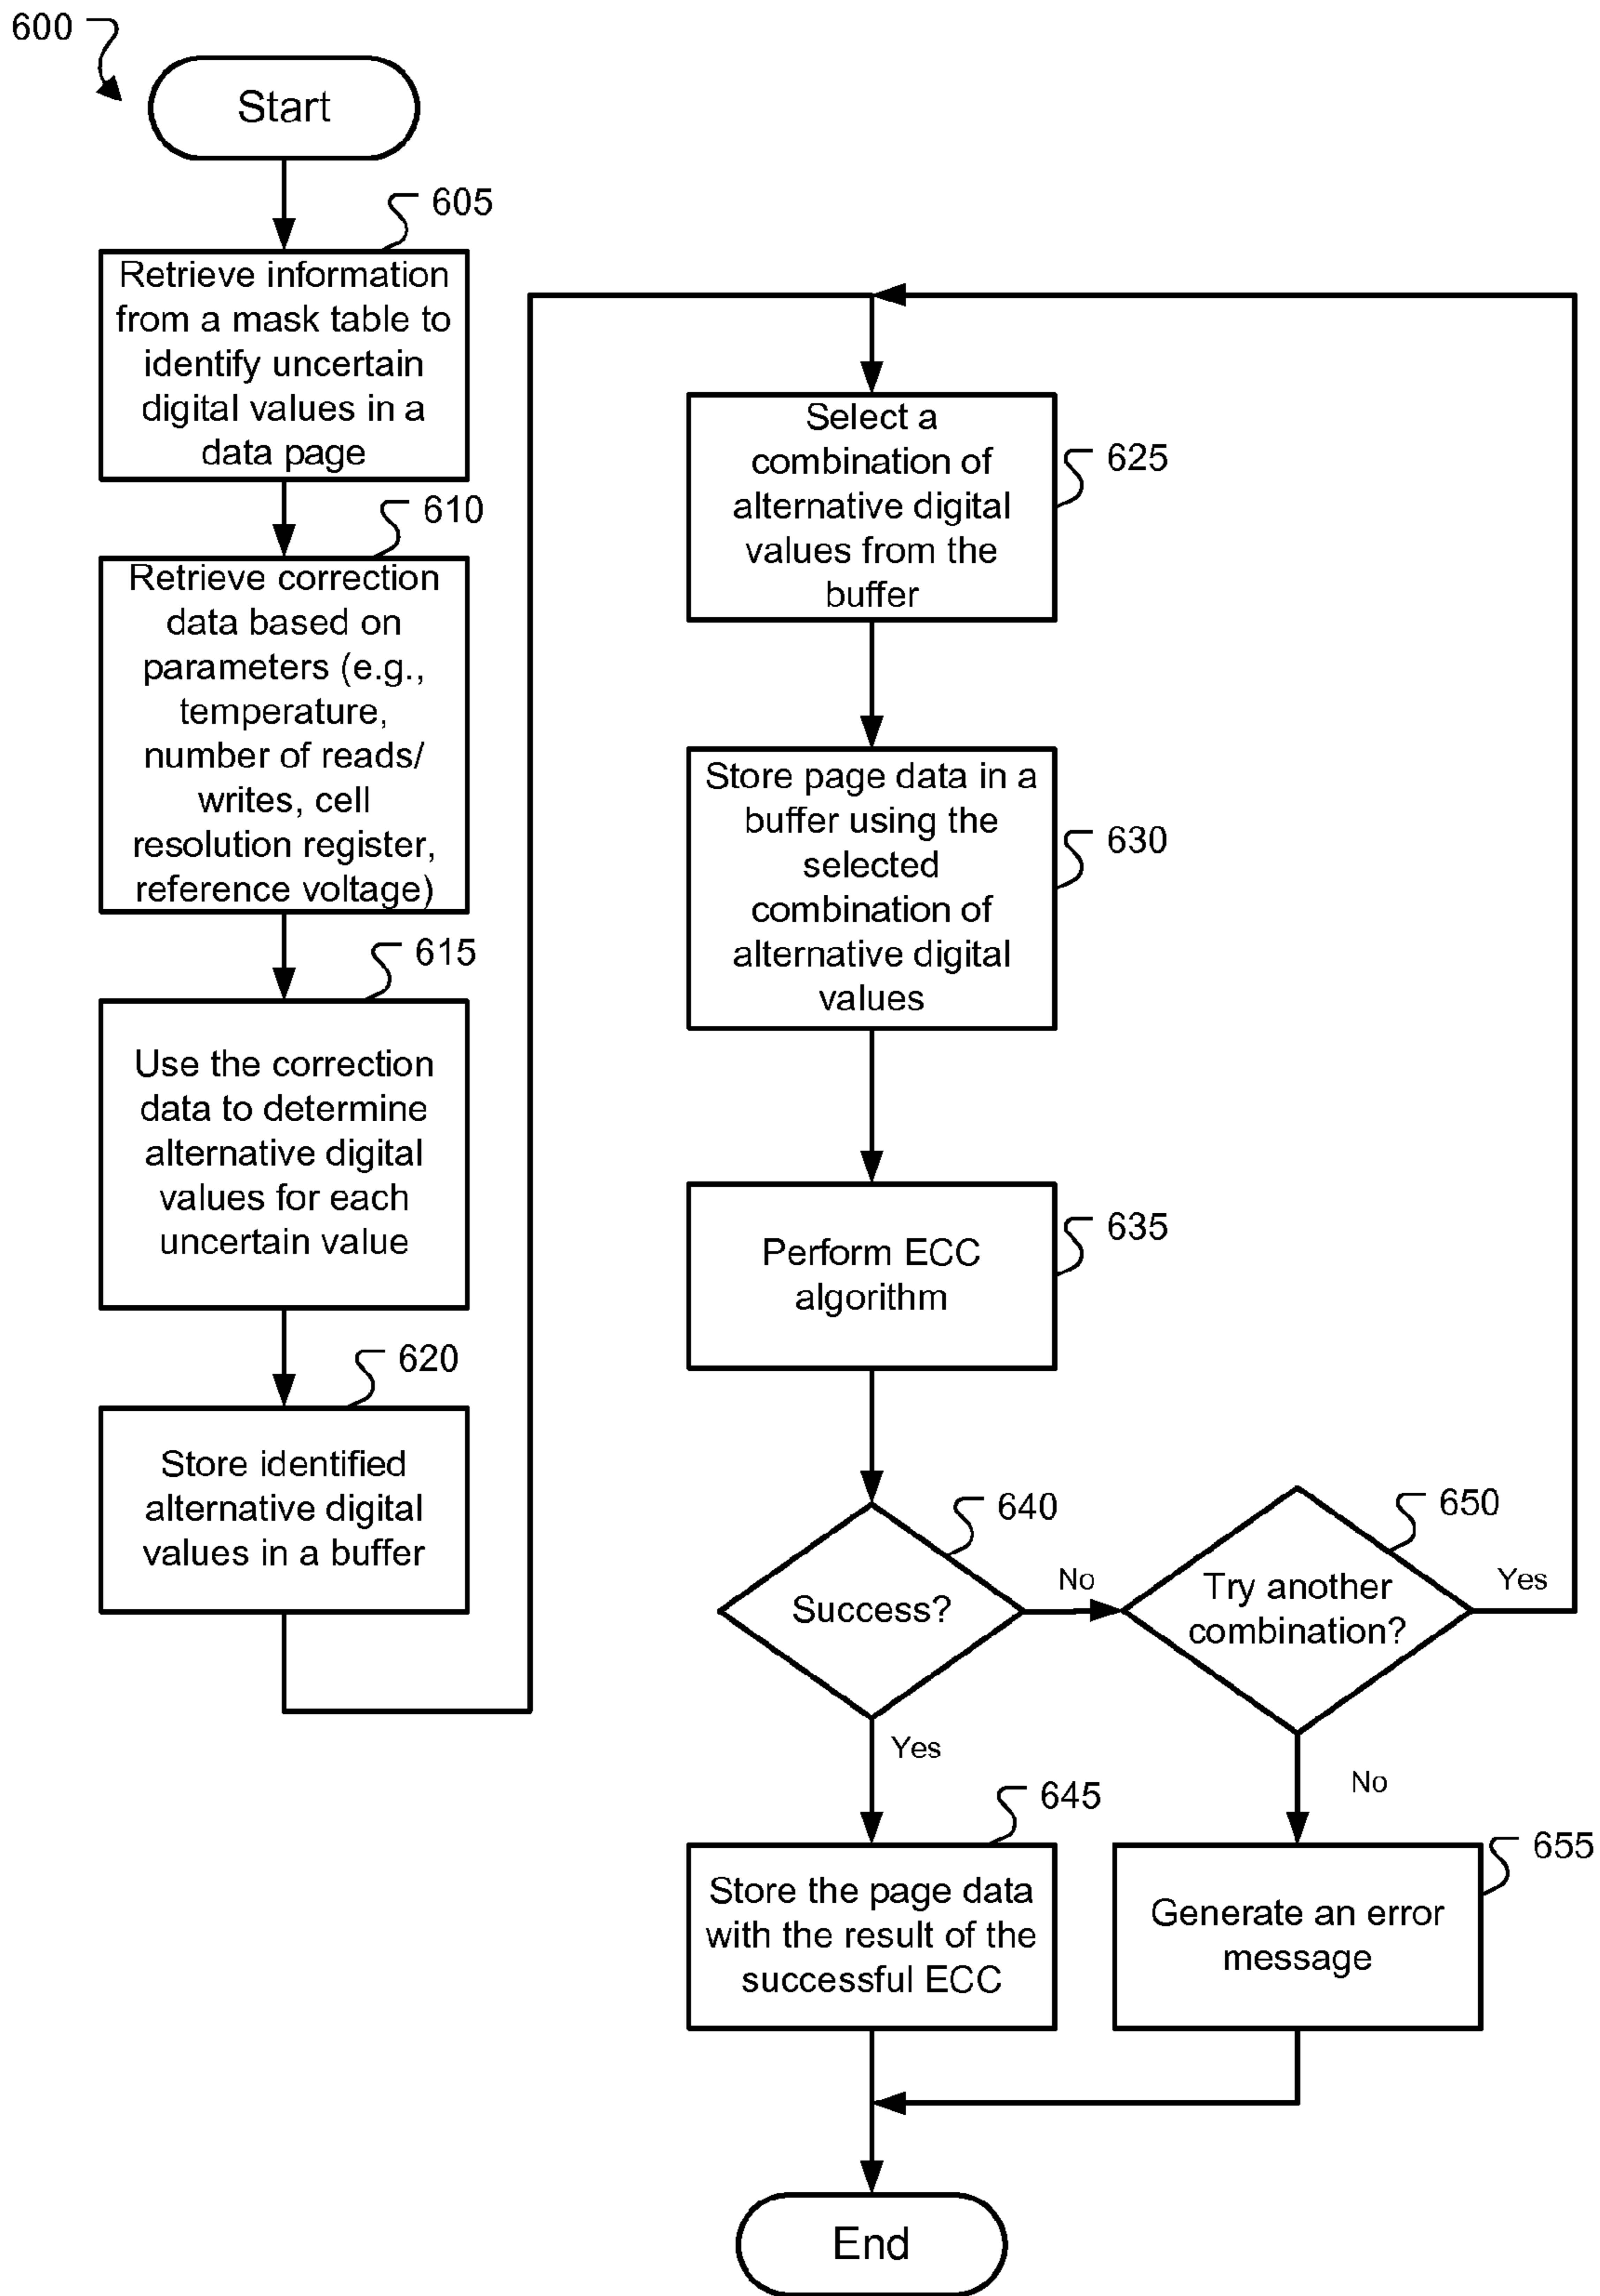 600
Start
605
Retrieve information
from a mask table to
identify uncertain
digital values in a
data page
610
Retrieve correction
data based on
parameters (e.g.,
temperature,
number of reads/
writes, cell
resolution register,
reference voltage)
615
Use the correction
data to determine
alternative digital
values for each
uncertain value
620
Store identified
alternative digital
values in a buffer
625
Select a
combination of
alternative digital
values from the
buffer
630
Store page data in a
buffer using the
selected
combination of
alternative digital
values
635
Perform ECC
algorithm
640
Success?
No
Yes
650
Try another
combination?
Yes
No
645
Store the page data
with the result of the
successful ECC
655
Generate an error
message
End